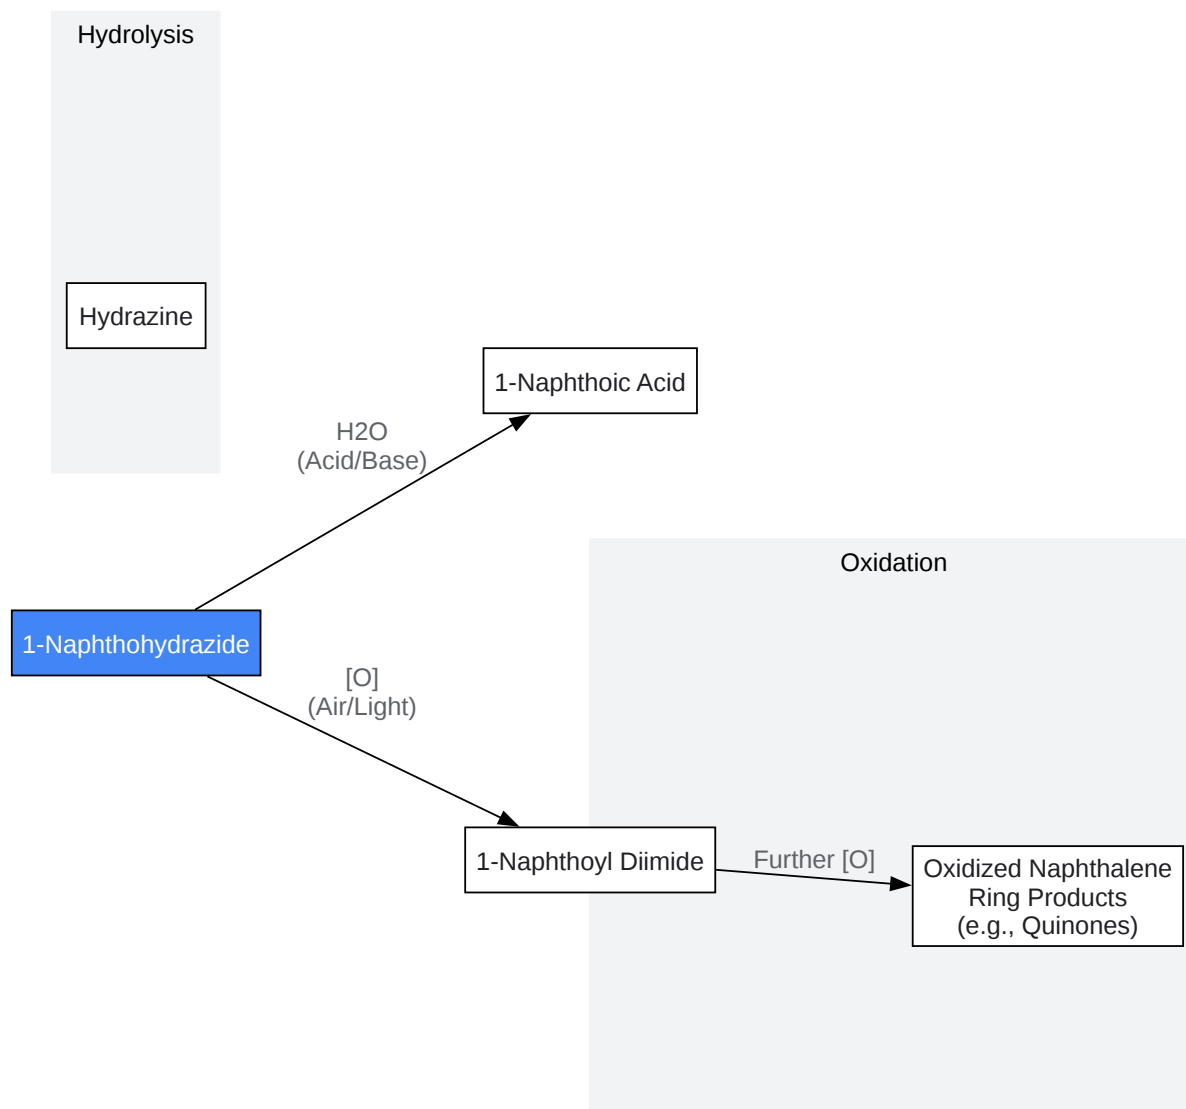 Hydrolysis
Hydrazine
1-Naphthoic Acid
H2O
(Acid/Base)
Oxidation
1-Naphthohydrazide
[O]
(Air/Light)
1-Naphthoyl Diimide
Further [O]
Oxidized Naphthalene
Ring Products
(e.g., Quinones)